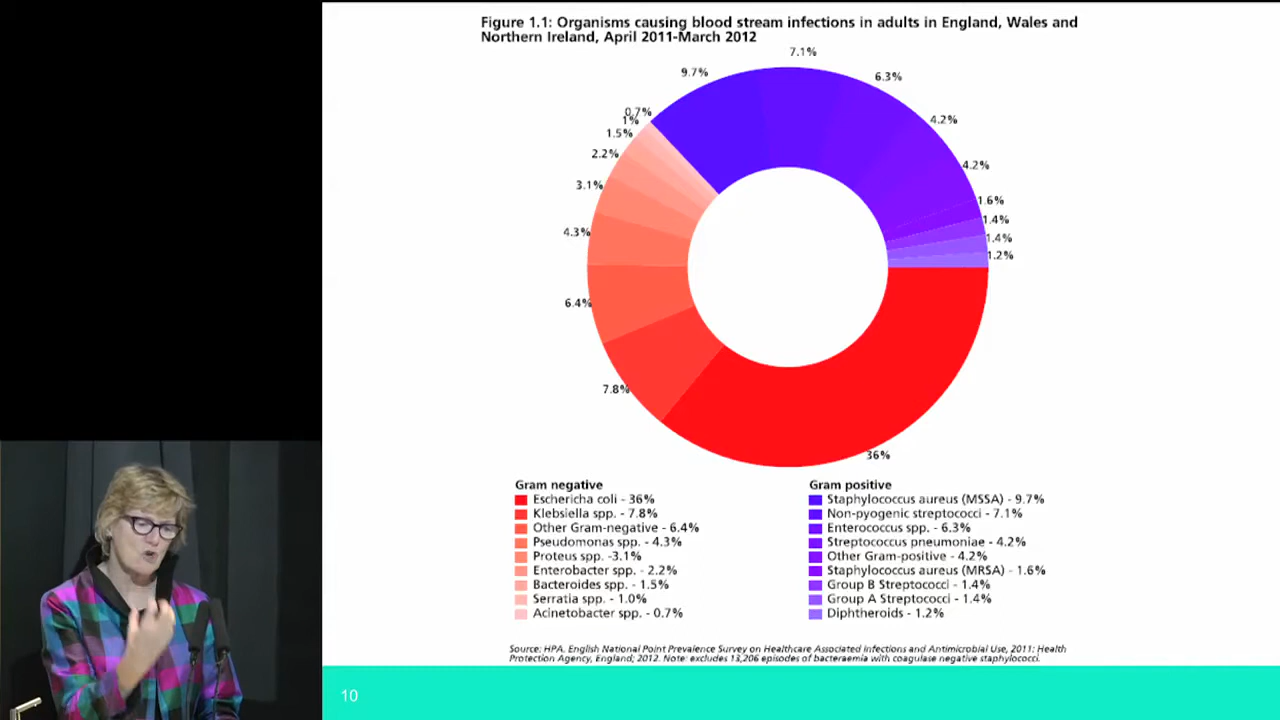 Figure 1.1: Organisms causing blood stream infections in adults in England, Wales and
Northern Ireland, April 2011-March 2012
7.1%
9.7%
6.3%
0.7%
1%
4.2%
1.5%
2.2%
4.2%
3.1%
1.6%
1.4%
4.3%
1.4%
1.2%
6.4%
7.8%
36%
Gram negative
Eschericha coli - 36%
Klebsiella spp. - 7.8%
Other Gram-negative - 6.4%
Pseudomonas spp. - 4.3%
Proteus spp. -3.1%
Enterobacter spp. - 2.2%
Bacteroides spp. - 1.5%
Serratia spp. - 1.0%
Acinetobacter spp. - 0.7%
Gram positive
Staphylococcus aureus (MSSA) - 9.7%
Non-pyogenic streptococci - 7.1%
Enterococcus spp. - 6.3%
Streptococcus pneumoniae - 4.2%
Other Gram-positive - 4.2%
Staphylococcus aureus (MRSA) - 1.6%
Group B Streptococci - 1.4%
Group A Streptococci - 1.4%
Diphtheroids - 1.2%
Source: HPA. English National Point Prevalence Survey on Healthcare Associated Infections and Antimicrobial Use, 2011: Health
Protection Agency, England; 2012. Note: excludes 13,206 episodes of bacteraemia with coagulase negative staphylococci.
10